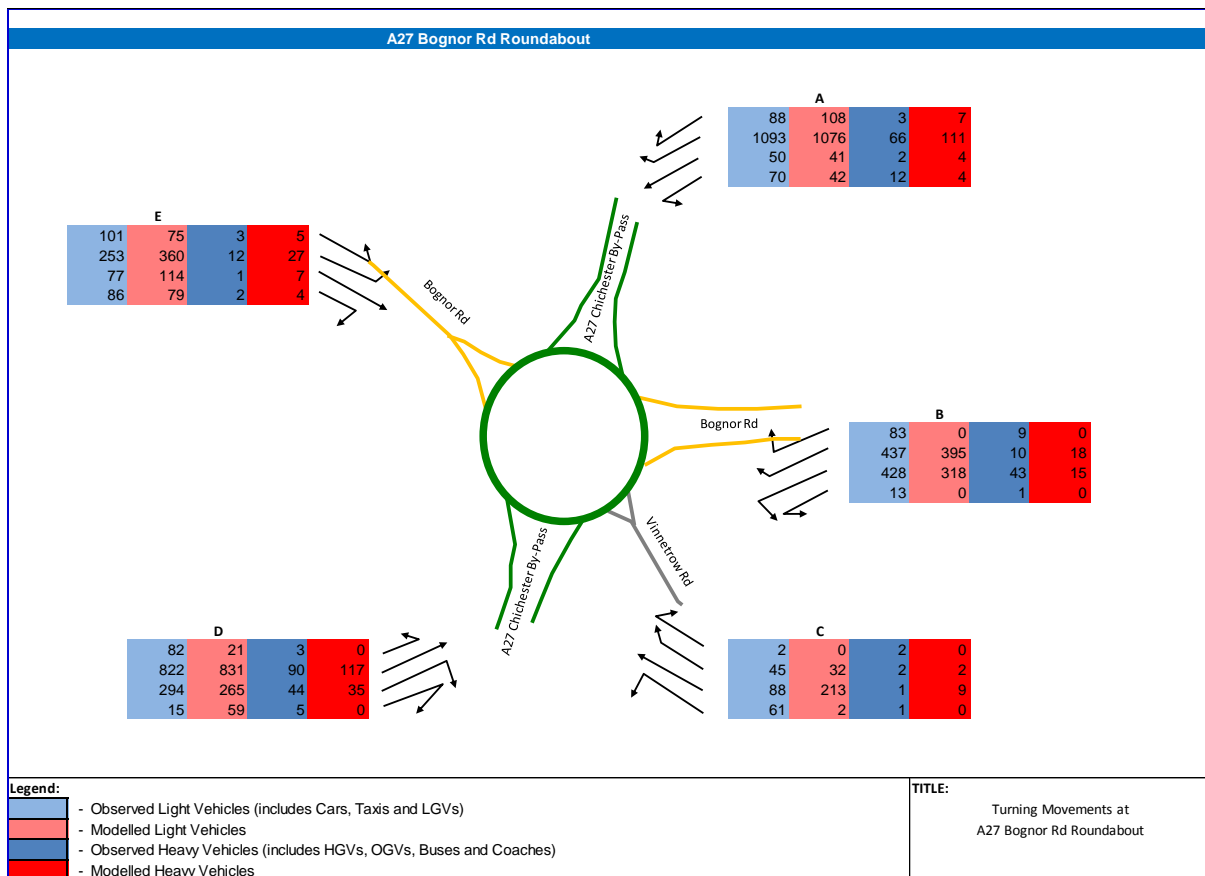 A27 Bognor Rd Roundabout
A
88 108 3 7
1093 1076 66 111
50 41 2 4
70 42 12 4
E
101 75 3 5
253 360 12 27
77 114 1 7
86 79 2 4
A27 Chichester By-Pass
Bognor Rd
Bognor Rd
B
83 0 9 0
437 395 10 18
428 318 43 15
13 0 1 0
Vinnetrow Rd
A27 Chichester By-Pass
D
82 21 3 0
822 831 90 117
294 265 44 35
15 59 5 0
C
2 0 2 0
45 32 2 2
88 213 1 9
61 2 1 0
Legend:
- Observed Light Vehicles (includes Cars, Taxis and LGVs)
- Modelled Light Vehicles
- Observed Heavy Vehicles (includes HGVs, OGVs, Buses and Coaches)
- Modelled Heavy Vehicles
TITLE:
Turning Movements at
A27 Bognor Rd Roundabout